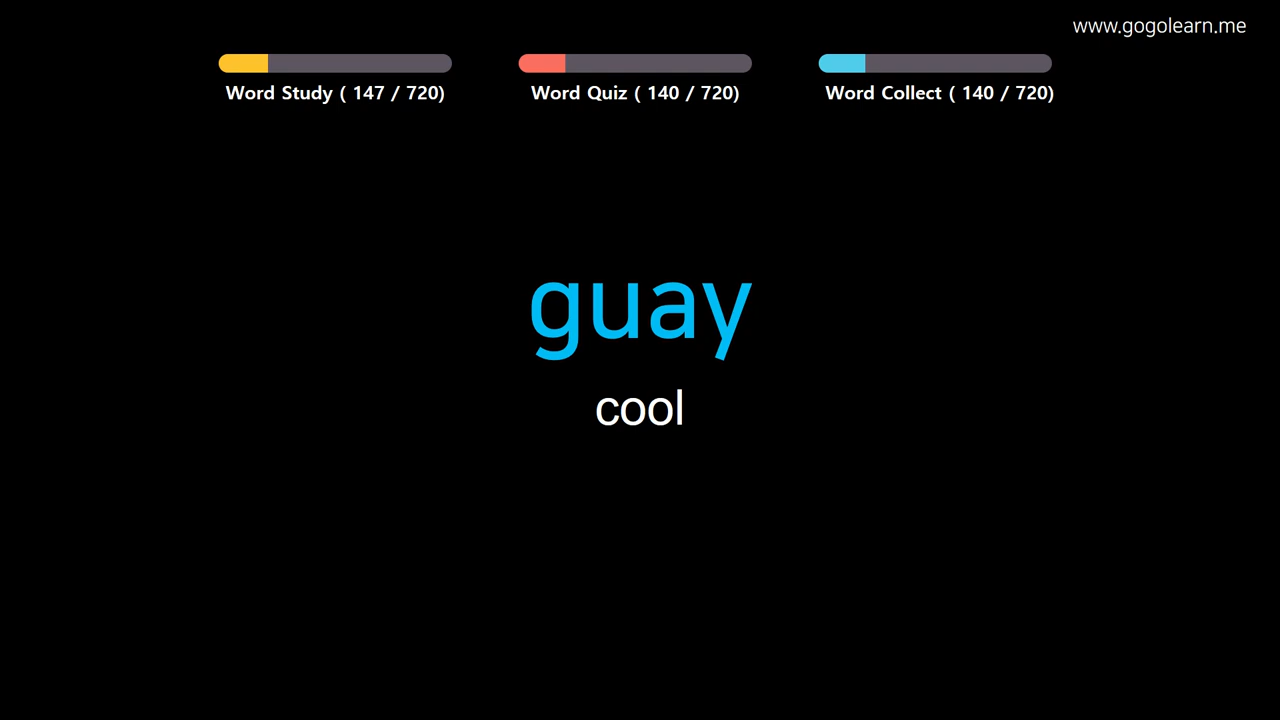 www.gogolearn.me
Word Study ( 147 / 720)
Word Quiz ( 140 / 720)
Word Collect ( 140 / 720)
guay
cool